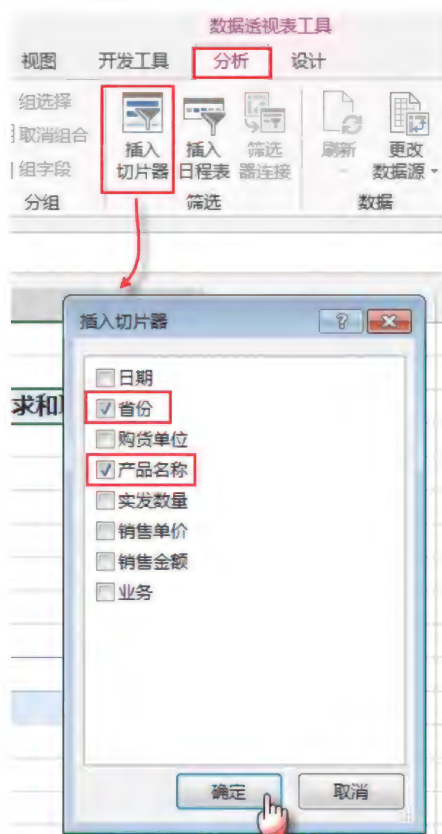 数据透视表工具
视图 开发工具 分析 设计
组选择
取消组合
组字段
分组
插入
切片器
插入
日程表
筛选
器连接
筛选
刷新
更改
数据源
数据
插入切片器
?
日期
求和
省份
购货单位
产品名称
实发数量
销售单价
销售金额
业务
确定 取消